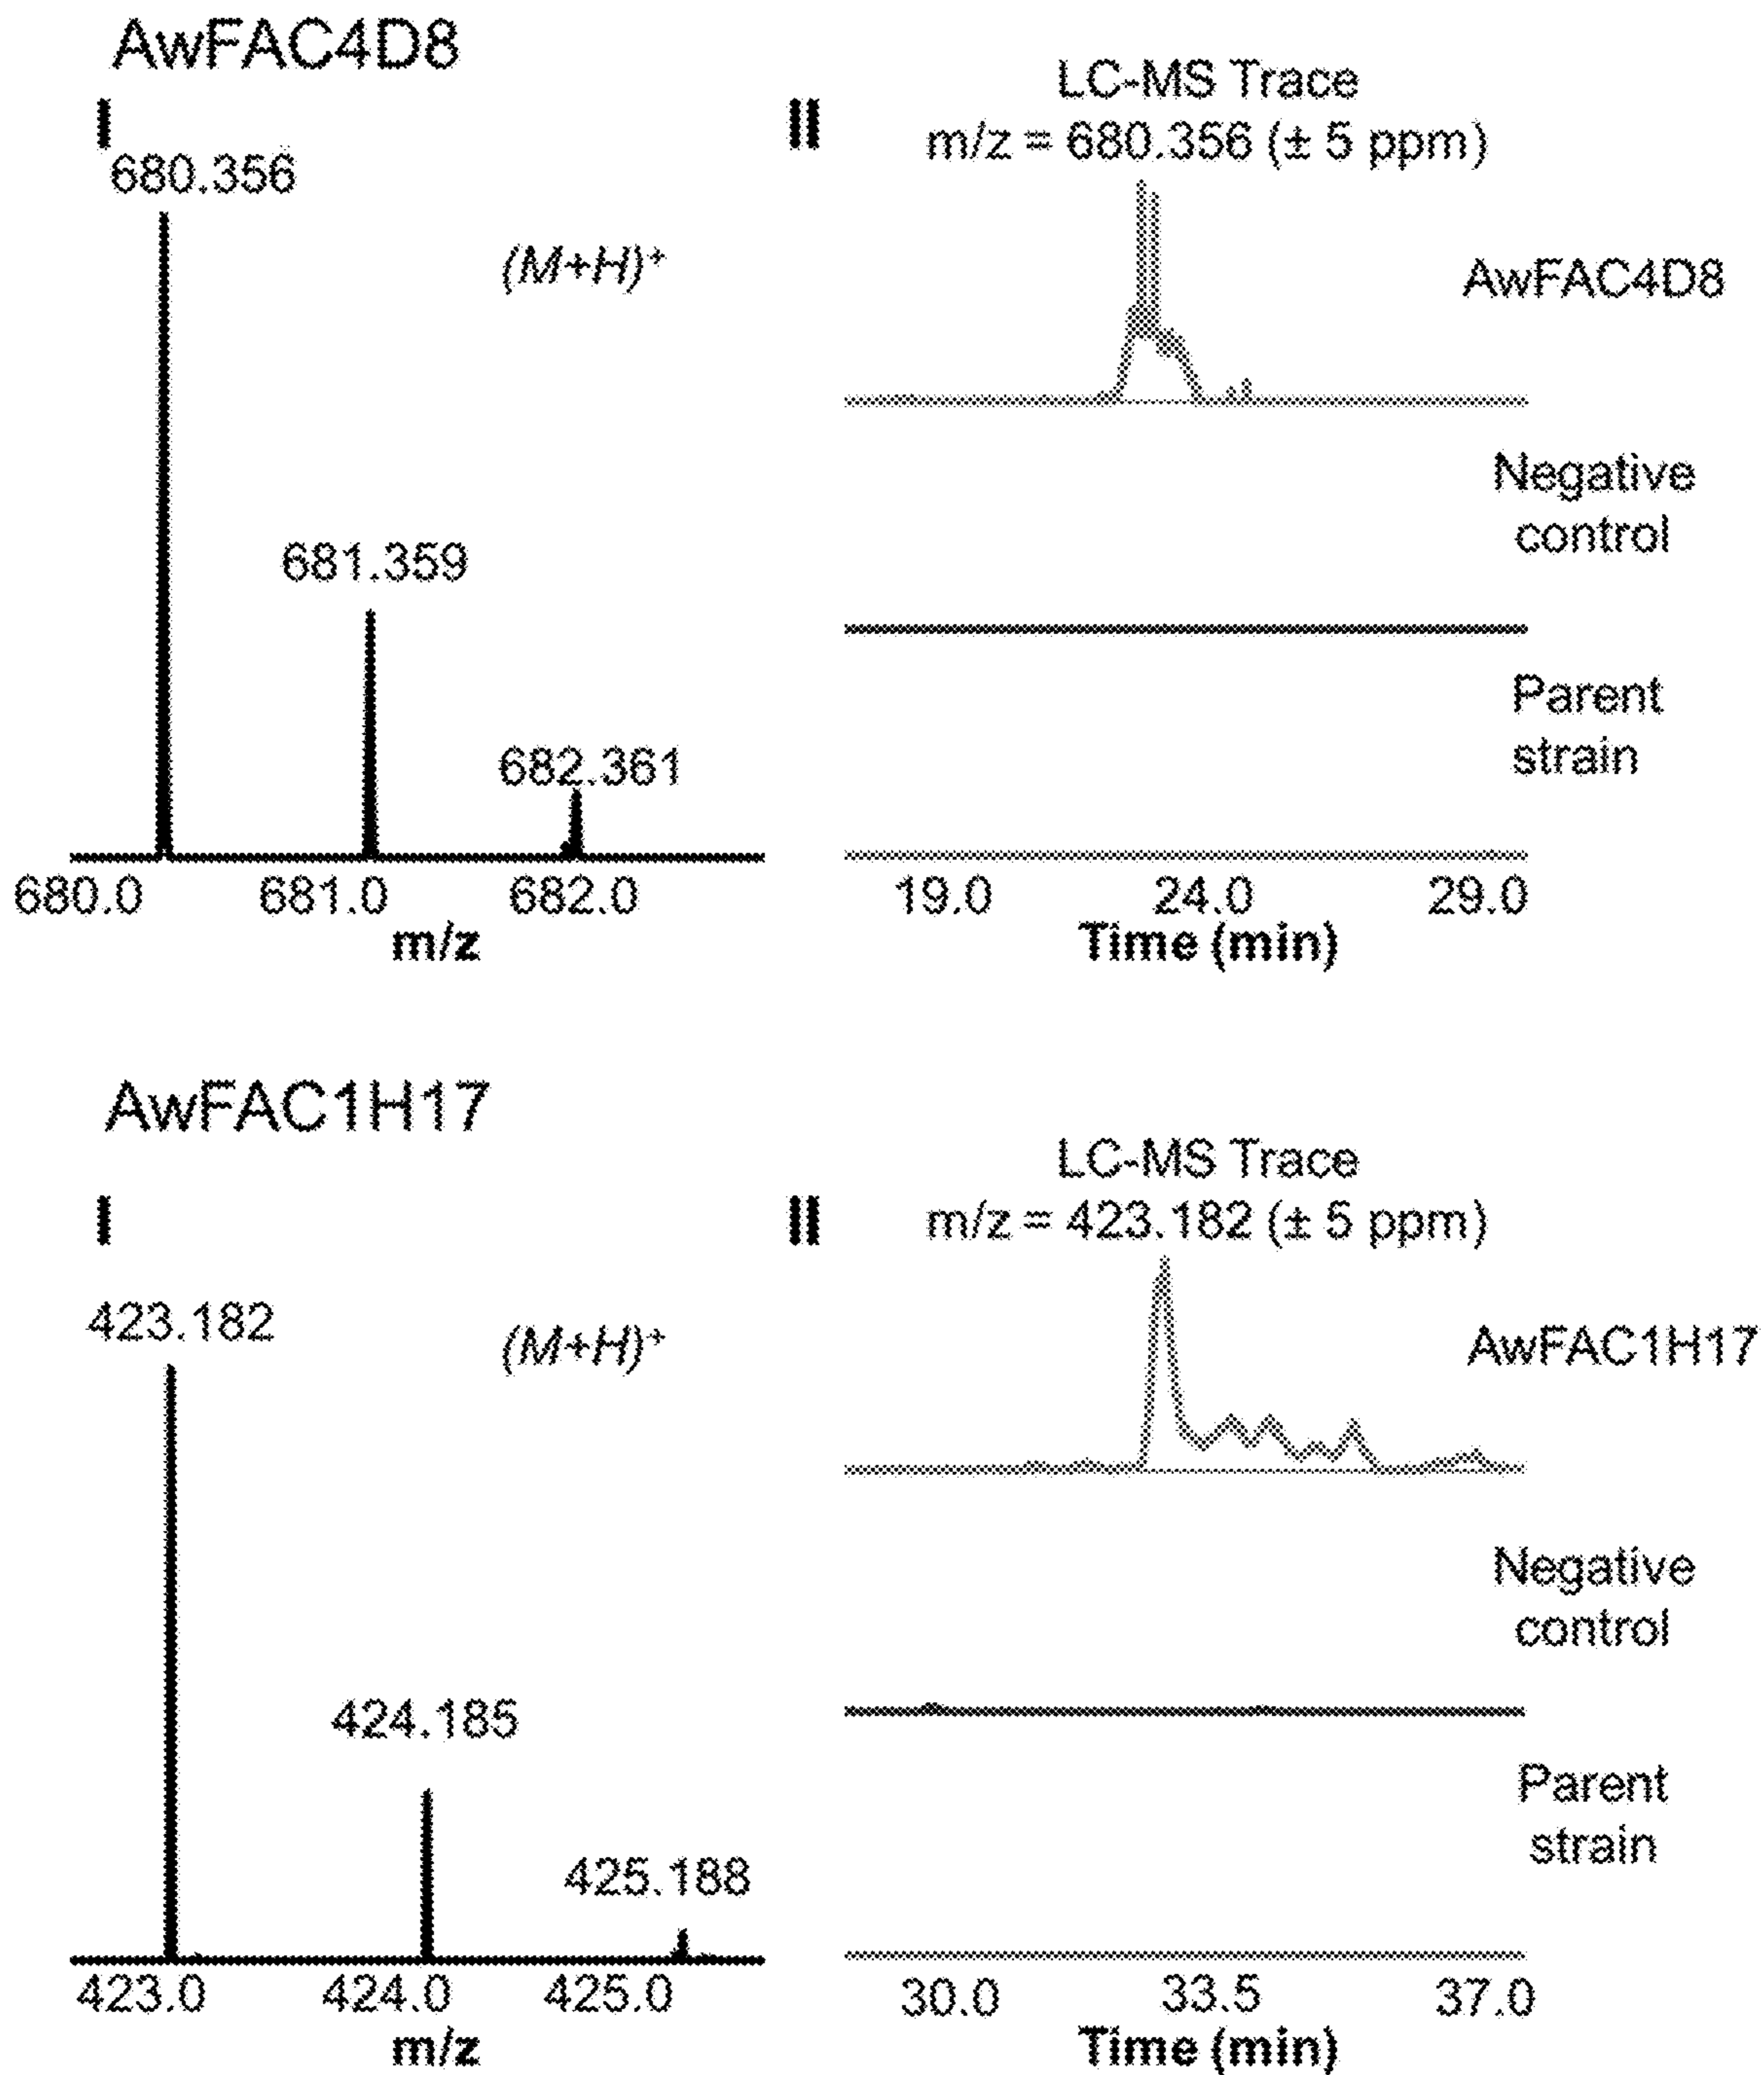 AwFAC4D8
I
II
LC-MS Trace
m/z = 680.356 (± 5 ppm)
680.356
(M+H)+
AwFAC4D8
681.359
Negative
control
682.361
Parent
strain
680.0 681.0 682.0
m/z
19.0 24.0 29.0
Time (min)
AwFAC1H17
I
II
LC-MS Trace
m/z = 423.182 (± 5 ppm)
423.182
(M+H)+
AwFAC1H17
424.185
Negative
control
425.188
Parent
strain
423.0 424.0 425.0
m/z
30.0 33.5 37.0
Time (min)